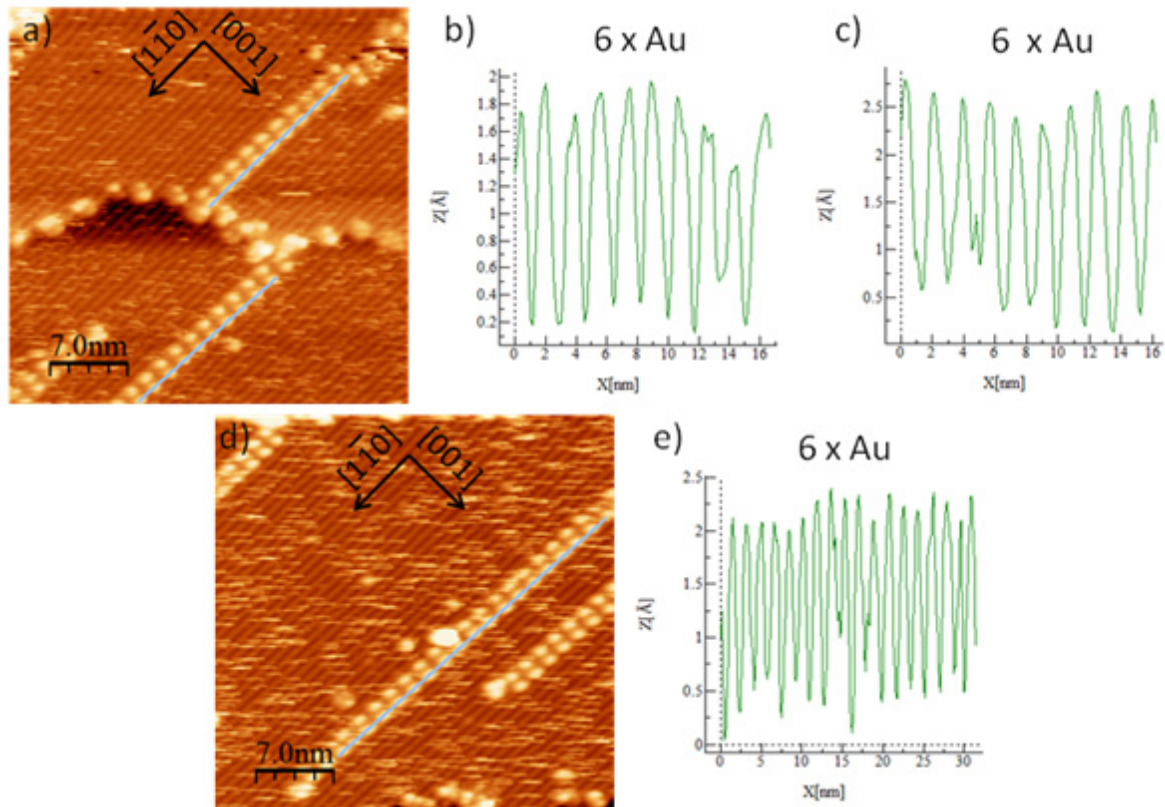 a)
[1-10]
[001]
7.0nm
b)
6 x Au
Z[Å]
2
1.8
1.6
1.4
1.2
1
0.8
0.6
0.4
0.2
0 2 4 6 8 10 12 14 16
X[nm]
c)
6 x Au
Z[Å]
2.5
2
1.5
1
0.5
0 2 4 6 8 10 12 14 16
X[nm]
d)
[1-10]
[001]
7.0nm
e)
6 x Au
Z[Å]
2.5
2
1.5
1
0.5
0
0 5 10 15 20 25 30
X[nm]